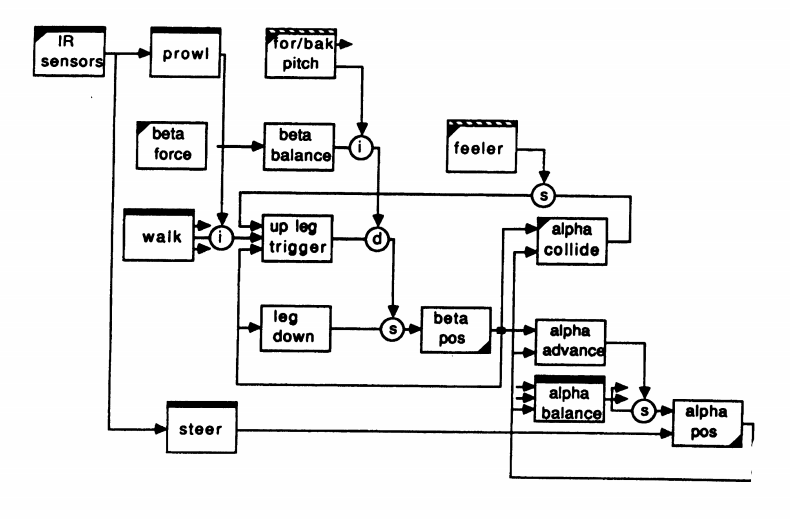 IR
sensors
prowl
for/bak
pitch
beta
force
beta
balance
i
feeler
s
walk
i
up leg
trigger
d
alpha
collide
leg
down
s
beta
pos
alpha
advance
alpha
balance
s
alpha
pos
steer